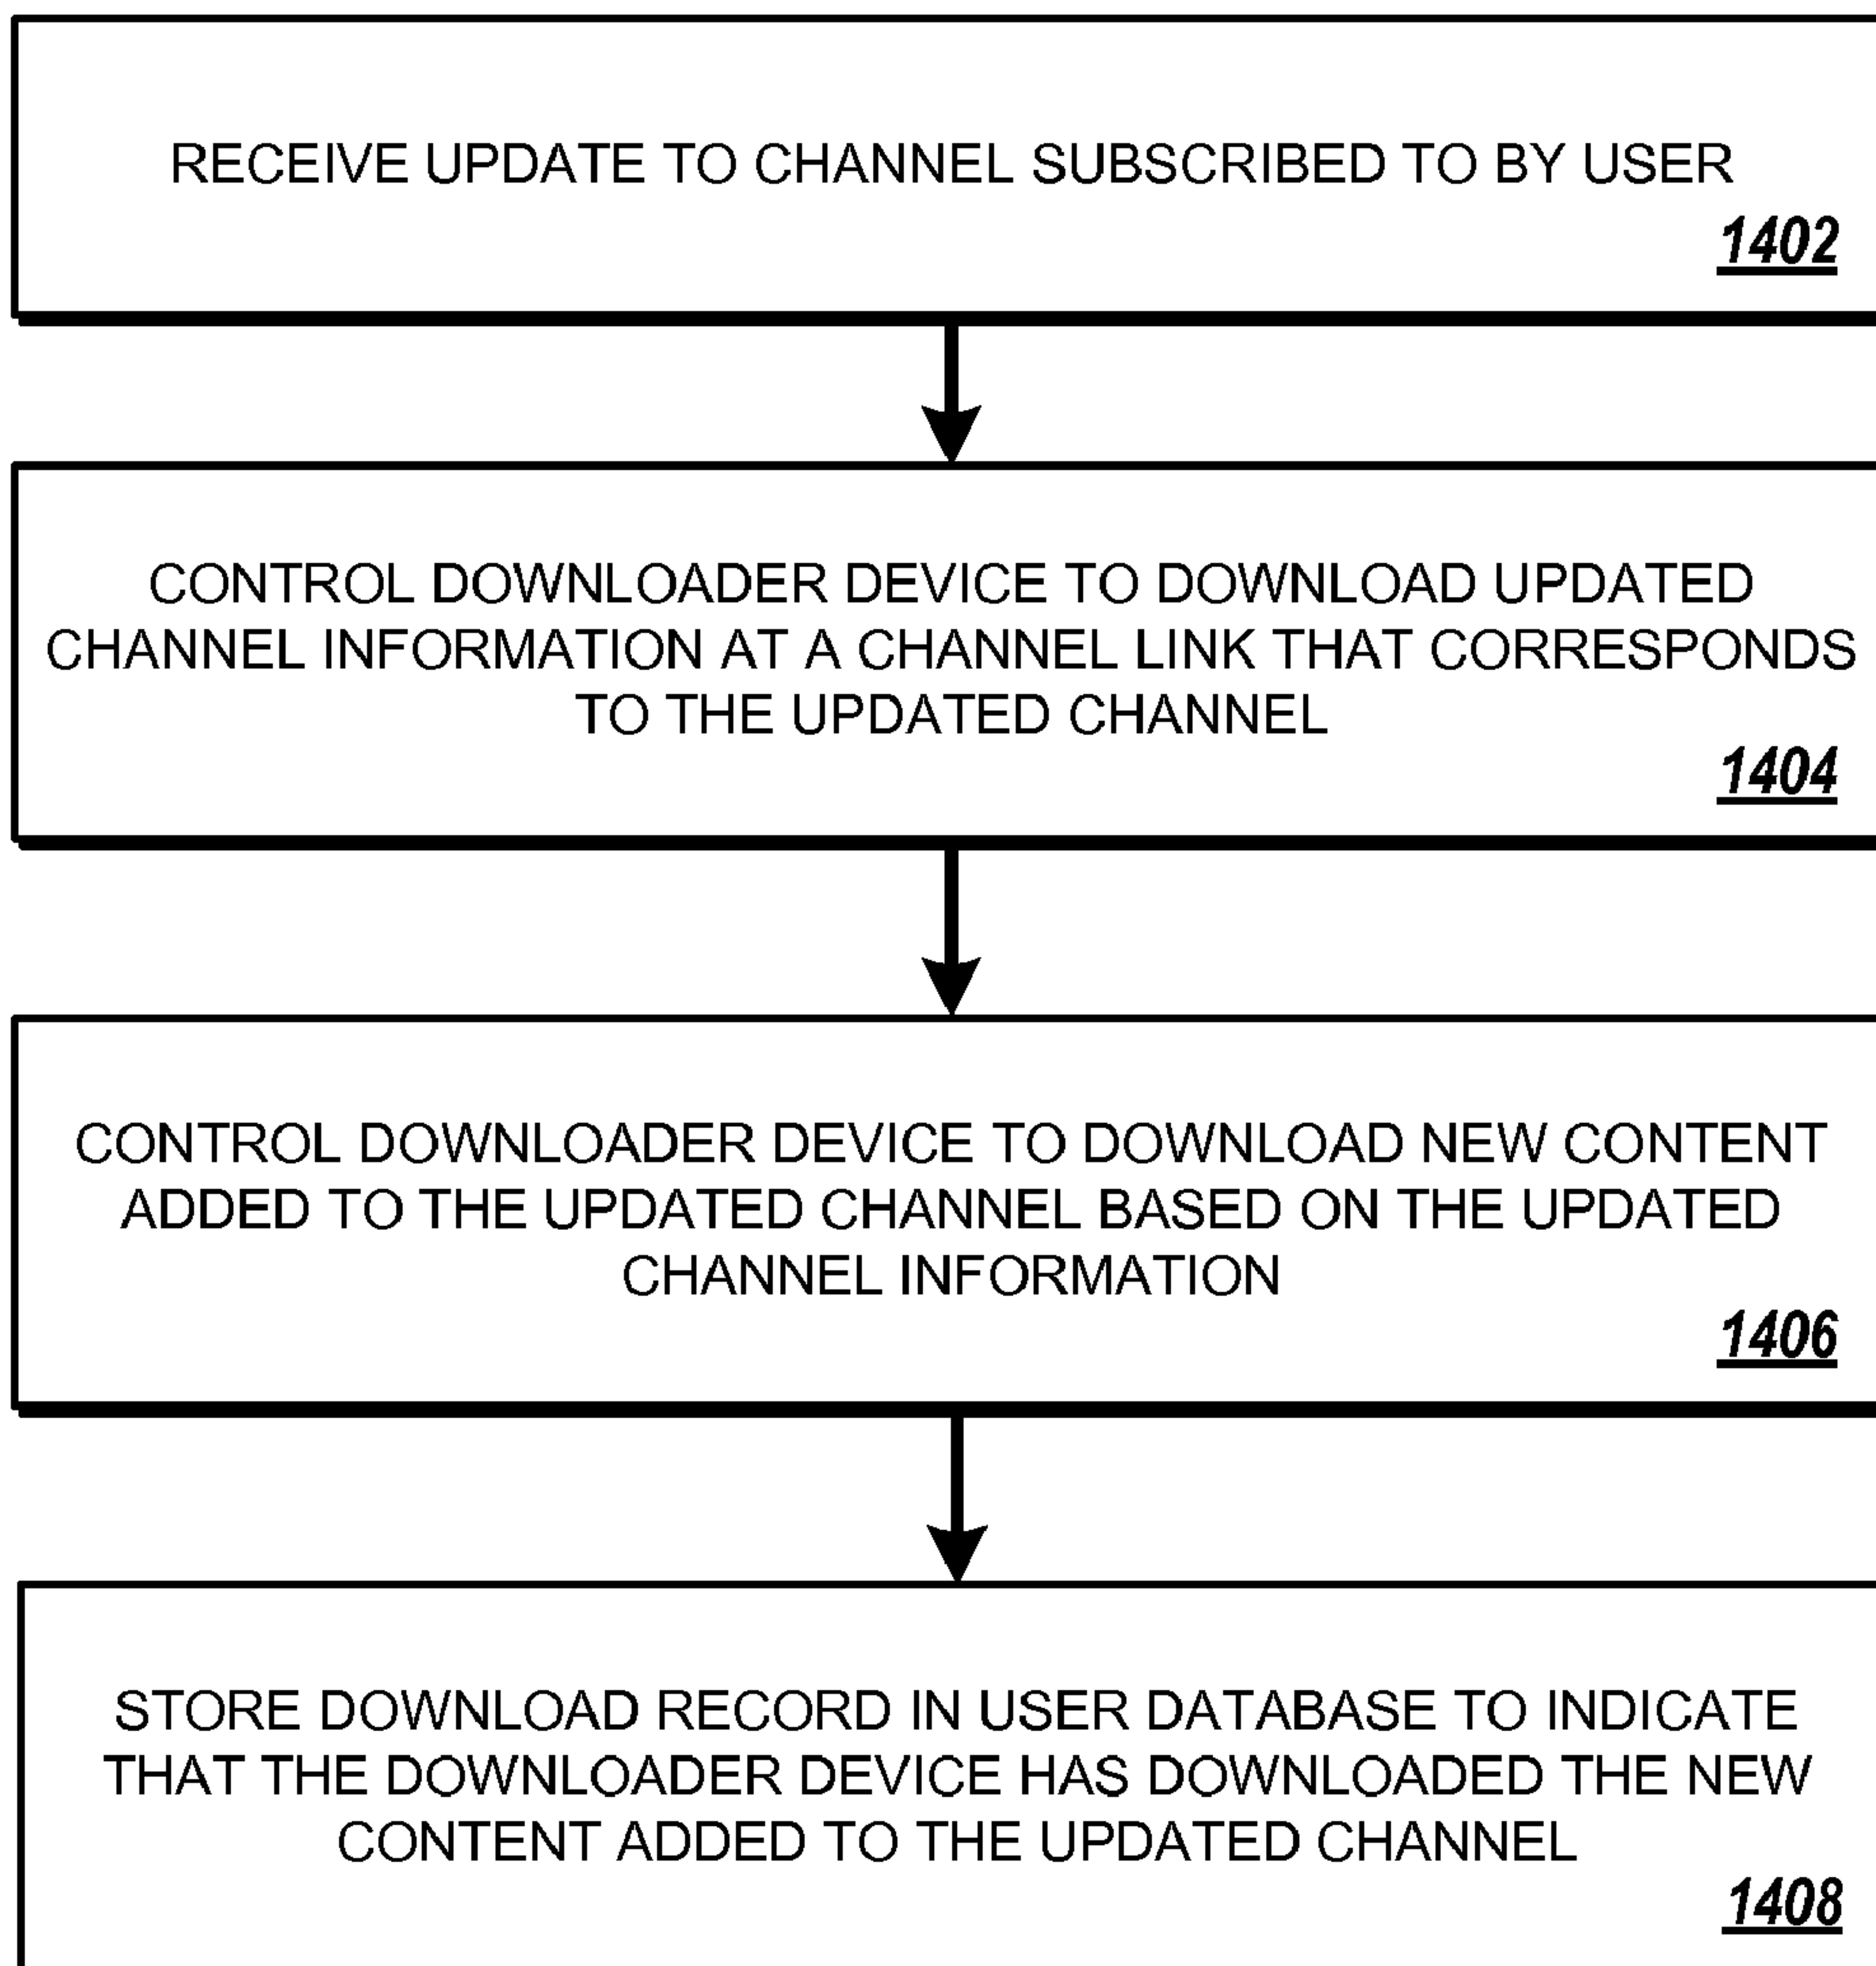 RECEIVE UPDATE TO CHANNEL SUBSCRIBED TO BY USER
1402
CONTROL DOWNLOADER DEVICE TO DOWNLOAD UPDATED
CHANNEL INFORMATION AT A CHANNEL LINK THAT CORRESPONDS
TO THE UPDATED CHANNEL
1404
CONTROL DOWNLOADER DEVICE TO DOWNLOAD NEW CONTENT
ADDED TO THE UPDATED CHANNEL BASED ON THE UPDATED
CHANNEL INFORMATION
1406
STORE DOWNLOAD RECORD IN USER DATABASE TO INDICATE
THAT THE DOWNLOADER DEVICE HAS DOWNLOADED THE NEW
CONTENT ADDED TO THE UPDATED CHANNEL
1408